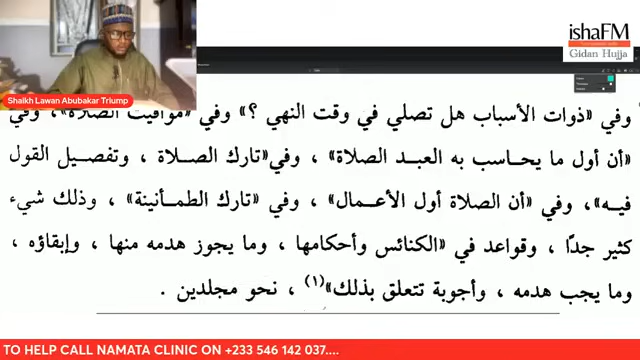 ishaFM
Gidan Hujja
Shaikh Lawan Abubakar Triump
وفي «ذوات الأسباب هل تصلي في وقت النهي ؟» وفي «مواقيت الصلاة»، وفي
«أن أول ما يحاسب به العبد الصلاة» ، وفي«تارك الصلاة ، وتفصيل القول
فيه»، وفي «أن الصلاة أول الأعمال» ، وفي «تارك الطمأنينة» ، وذلك شيء
كثير جدًا ، وقواعد في «الكنائس وأحكامها ، وما يجوز هدمه منها ، وإبقاؤه ،
وما يجب هدمه ، وأجوبة تتعلق بذلك»(١) ، نحو مجلدين .
TO HELP CALL NAMATA CLINIC ON +233 546 142 037....